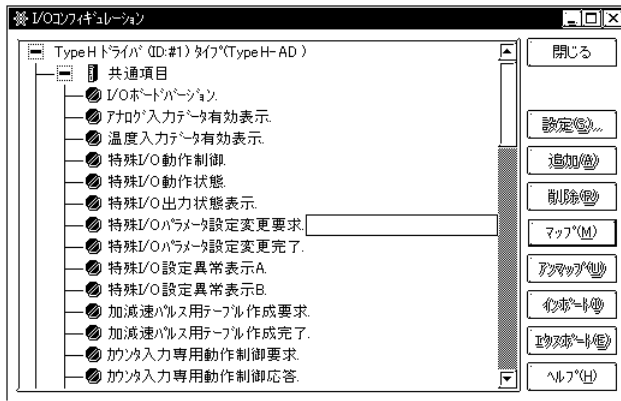 I/Oｺﾝﾌｨｷﾞｭﾚｰｼｮﾝ
TypeH ﾄﾞﾗｲﾊﾞ (ID:#1) ﾀｲﾌﾟ(TypeH-AD )
共通項目
I/Oﾎﾞｰﾄﾞﾊﾞｰｼﾞｮﾝ.
ｱﾅﾛｸﾞ入力ﾃﾞｰﾀ有効表示.
温度入力ﾃﾞｰﾀ有効表示.
特殊I/O動作制御.
特殊I/O動作状態.
特殊I/O出力状態表示.
特殊I/Oﾊﾟﾗﾒｰﾀ設定変更要求.
特殊I/Oﾊﾟﾗﾒｰﾀ設定変更完了.
特殊I/O設定異常表示A.
特殊I/O設定異常表示B.
加減速ﾊﾟﾙｽ用ﾃｰﾌﾞﾙ作成要求.
加減速ﾊﾟﾙｽ用ﾃｰﾌﾞﾙ作成完了.
ｶｳﾝﾀ入力専用動作制御要求.
ｶｳﾝﾀ入力専用動作制御応答.
閉じる
設定(S)...
追加(A)
削除(R)
ﾏｯﾌﾟ(M)
ｱﾝﾏｯﾌﾟ(U)
ｲﾝﾎﾟｰﾄ(I)
ｴｸｽﾎﾟｰﾄ(E)
ﾍﾙﾌﾟ(H)